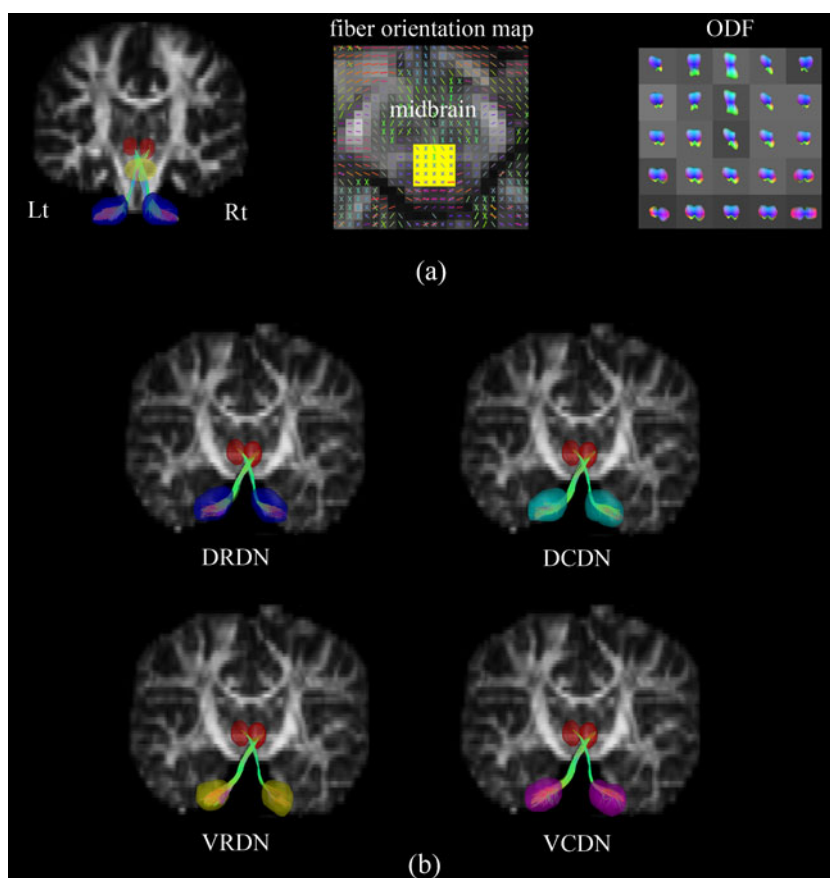 fiber orientation map
ODF
midbrain
Lt
Rt
(a)
DRDN
DCDN
VRDN
VCDN
(b)